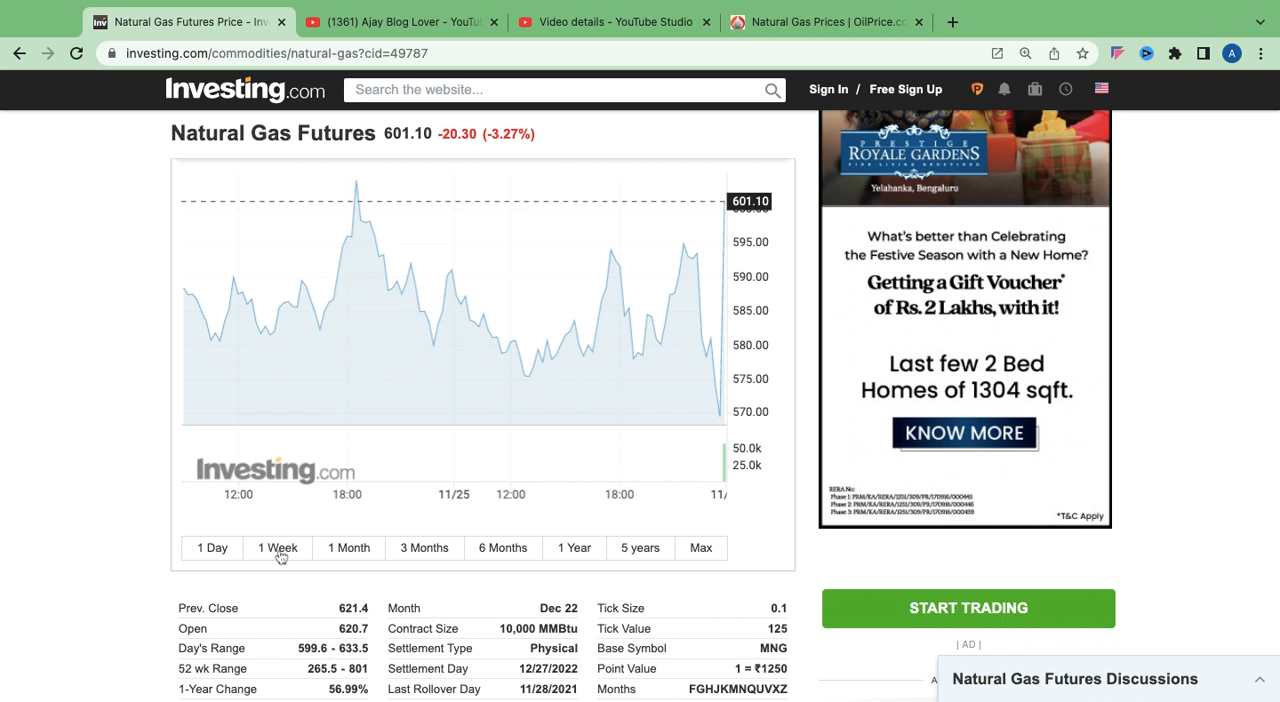 Natural Gas Futures Price - Inv
(1361) Ajay Blog Lover - YouTu
Video details - YouTube Studio
Natural Gas Prices | OilPrice.co
investing.com/commodities/natural-gas?cid=49787
A
Investing.com
Search the website...
Sign In / Free Sign Up
Natural Gas Futures 601.10 -20.30 (-3.27%)
601.10
595.00
590.00
585.00
580.00
575.00
570.00
50.0k
25.0k
Investing.com
12:00 18:00 11/25 12:00 18:00 11/
1 Day 1 Week 1 Month 3 Months 6 Months 1 Year 5 years Max
Prev. Close 621.4 Month Dec 22 Tick Size 0.1
Open 620.7 Contract Size 10,000 MMBtu Tick Value 125
Day's Range 599.6 - 633.5 Settlement Type Physical Base Symbol MNG
52 wk Range 265.5 - 801 Settlement Day 12/27/2022 Point Value 1 = ₹1250
1-Year Change 56.99% Last Rollover Day 11/28/2021 Months FGHJKMNQUVXZ
PRESTIGE
ROYALE GARDENS
FINE LIVING REDEFINED
Yelahanka, Bengaluru
What's better than Celebrating
the Festive Season with a New Home?
Getting a Gift Voucher*
of Rs. 2 Lakhs, with it!
Last few 2 Bed
Homes of 1304 sqft.
KNOW MORE
RERA No:
*T&C Apply
START TRADING
| AD |
Natural Gas Futures Discussions